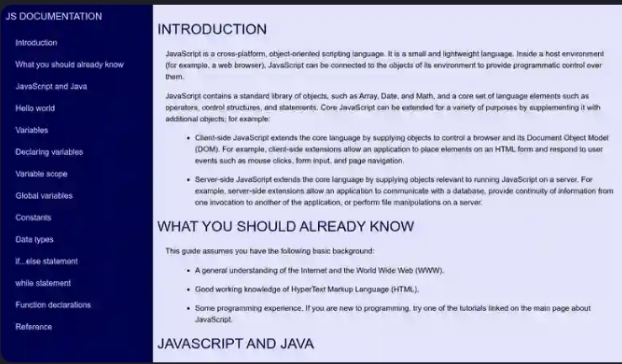 JS DOCUMENTATION
Introduction
What you should already know
JavaScript and Java
Hello world
Variables
Declaring variables
Variable scope
Global variables
Constants
Data types
if...else statement
while statement
Function declarations
Reference
INTRODUCTION
JavaScript is a cross-platform, object-oriented scripting language. It is a small and lightweight language. Inside a host environment
(for example, a web browser), JavaScript can be connected to the objects of its environment to provide programmatic control over
them.
JavaScript contains a standard library of objects, such as Array, Date, and Math, and a core set of language elements such as
operators, control structures, and statements. Core JavaScript can be extended for a variety of purposes by supplementing it with
additional objects; for example:
• Client-side JavaScript extends the core language by supplying objects to control a browser and its Document Object Model
(DOM). For example, client-side extensions allow an application to place elements on an HTML form and respond to user
events such as mouse clicks, form input, and page navigation.
• Server-side JavaScript extends the core language by supplying objects relevant to running JavaScript on a server. For
example, server-side extensions allow an application to communicate with a database, provide continuity of information from
one invocation to another of the application, or perform file manipulations on a server.
WHAT YOU SHOULD ALREADY KNOW
This guide assumes you have the following basic background:
• A general understanding of the Internet and the World Wide Web (WWW).
• Good working knowledge of HyperText Markup Language (HTML).
• Some programming experience. If you are new to programming, try one of the tutorials linked on the main page about
JavaScript.
JAVASCRIPT AND JAVA